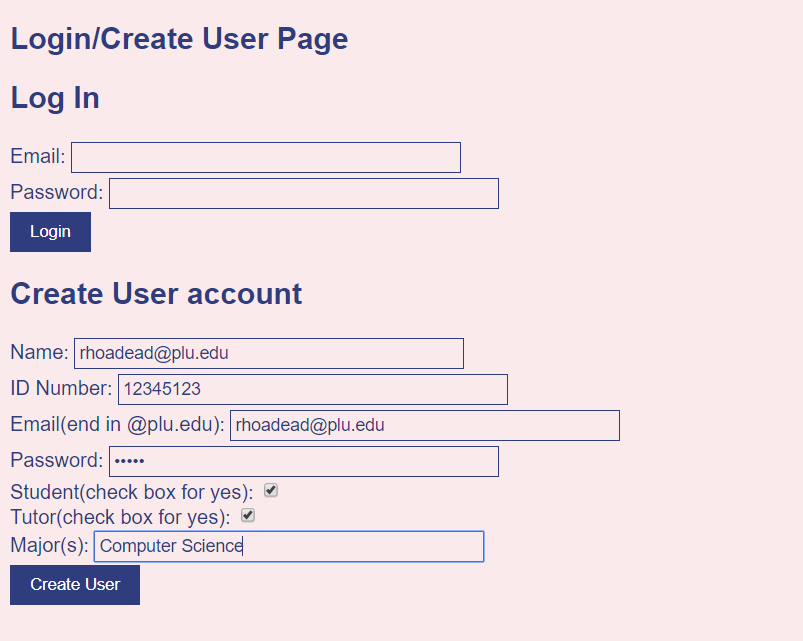 Login/Create User Page
Log In
Email:
Password:
Login
Create User account
Name: rhoadead@plu.edu
ID Number: 12345123
Email(end in @plu.edu): rhoadead@plu.edu
Password: •••••
Student(check box for yes):
Tutor(check box for yes):
Major(s): Computer Science
Create User